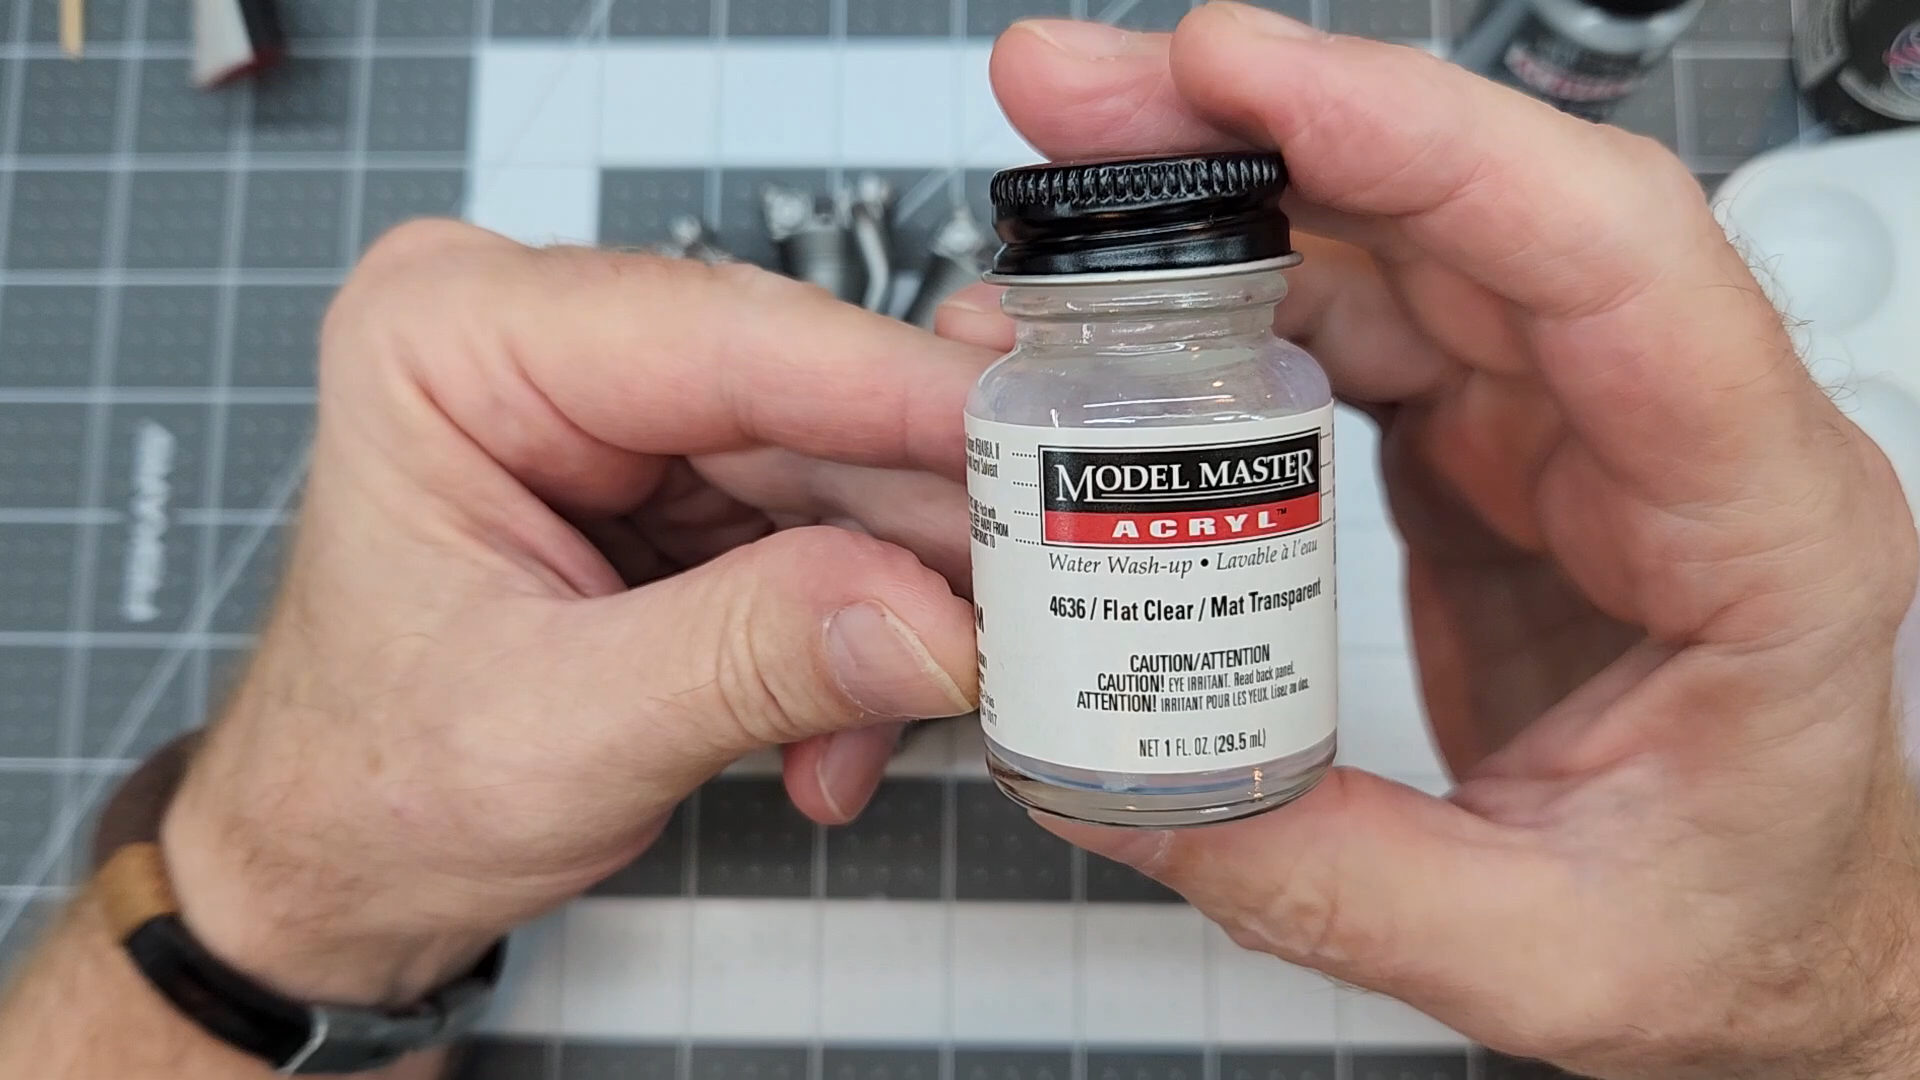 MODEL MASTER
ACRYL™
Water Wash-up • Lavable à l'eau
4636 / Flat Clear / Mat Transparent
CAUTION/ATTENTION
CAUTION! EYE IRRITANT. Read back panel.
ATTENTION! IRRITANT POUR LES YEUX. Lisez au dos.
NET 1 FL. OZ. (29.5 mL)